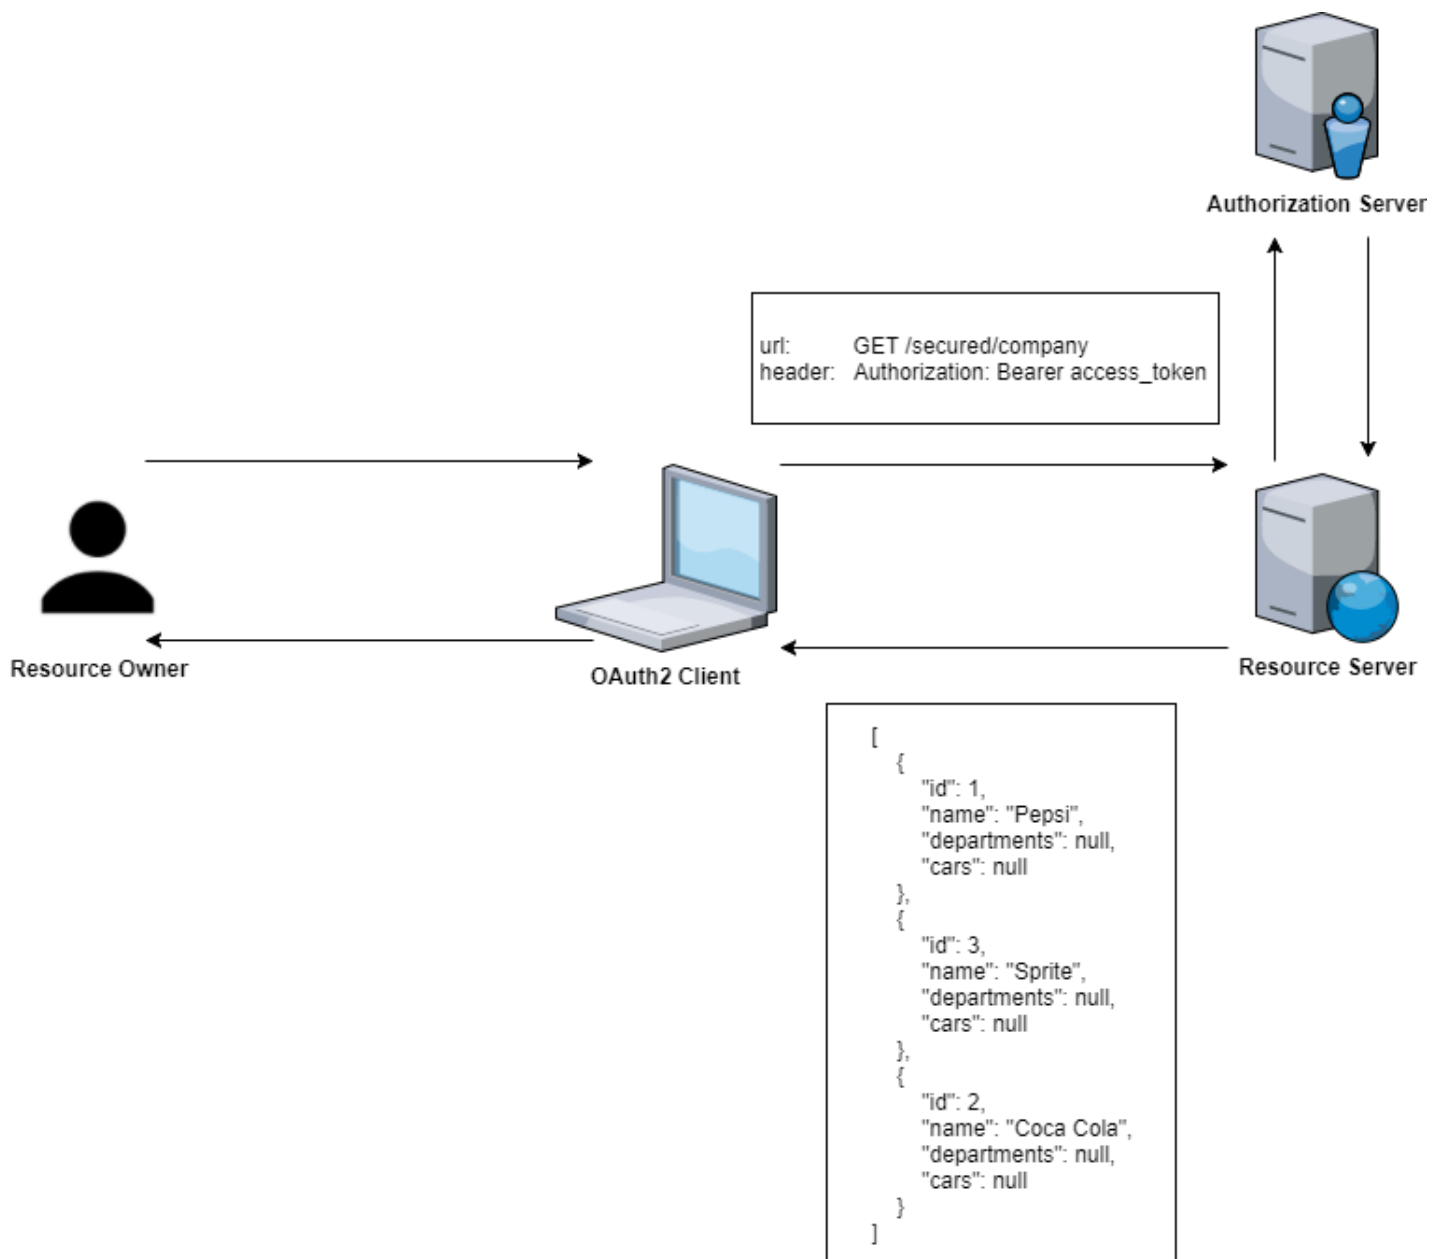 Authorization Server
url: GET /secured/company
header: Authorization: Bearer access_token
Resource Owner
OAuth2 Client
Resource Server
[
{
"id": 1,
"name": "Pepsi",
"departments": null,
"cars": null
},
{
"id": 3,
"name": "Sprite",
"departments": null,
"cars": null
},
{
"id": 2,
"name": "Coca Cola",
"departments": null,
"cars": null
}
]